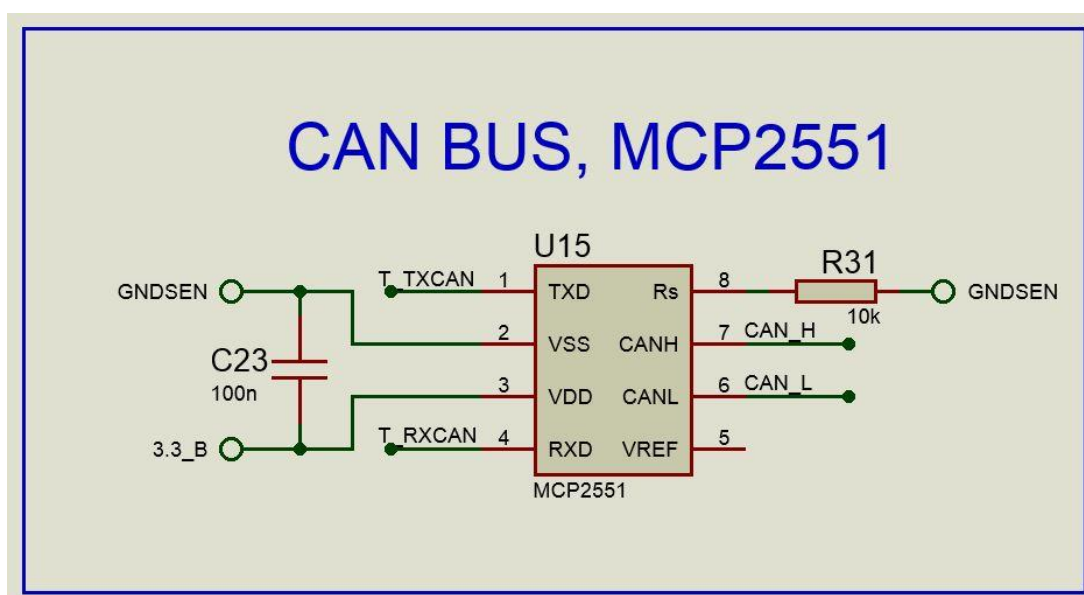 CAN BUS, MCP2551
U15
GNDSEN
T_TXCAN 1 TXD Rs 8
R31
10k
GNDSEN
2 VSS CANH 7 CAN_H
C23
100n
3 VDD CANL 6 CAN_L
3.3_B
T_RXCAN 4 RXD VREF 5
MCP2551